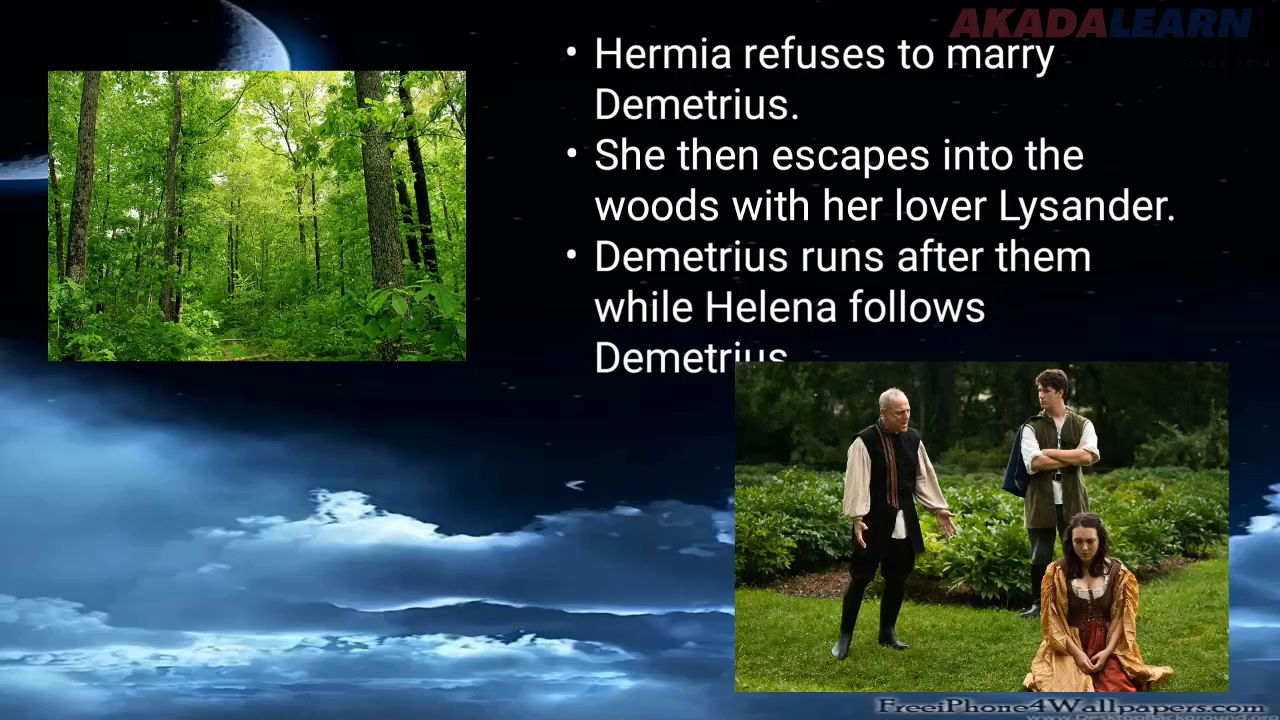 AKADALEARN
• Hermia refuses to marry
Demetrius.
• She then escapes into the
woods with her lover Lysander.
• Demetrius runs after them
while Helena follows
Demetrius
FreeiPhone4Wallpapers.com